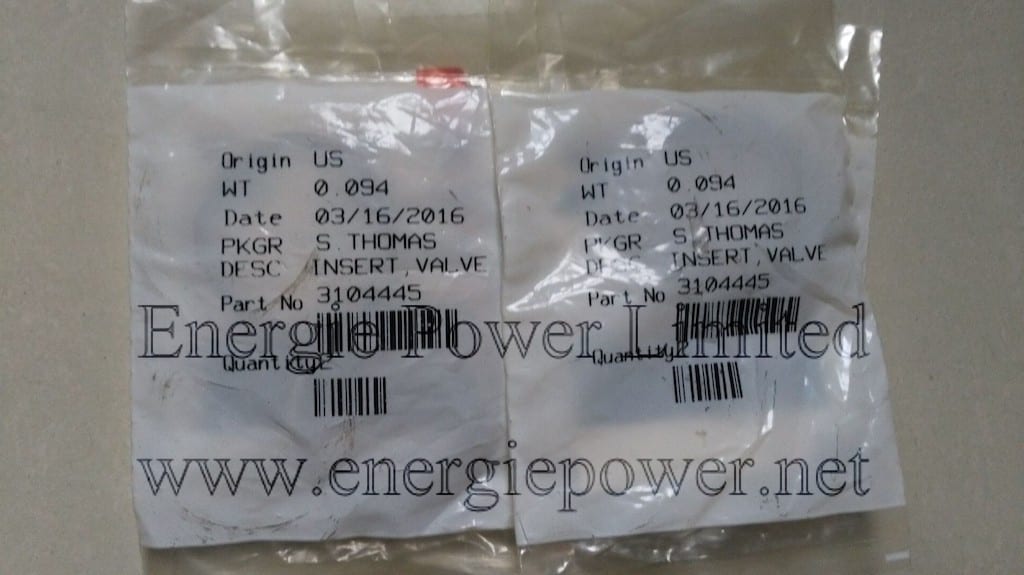 Origin US
WT 0.094
Date 03/16/2016
PKGR S.THOMAS
DESC INSERT,VALVE
Part No 3104445
Quantity
Origin US
WT 0.094
Date 03/16/2016
PKGR S.THOMAS
DESC INSERT,VALVE
Part No 3104445
Quantity
Energie Power Limited
www.energiepower.net